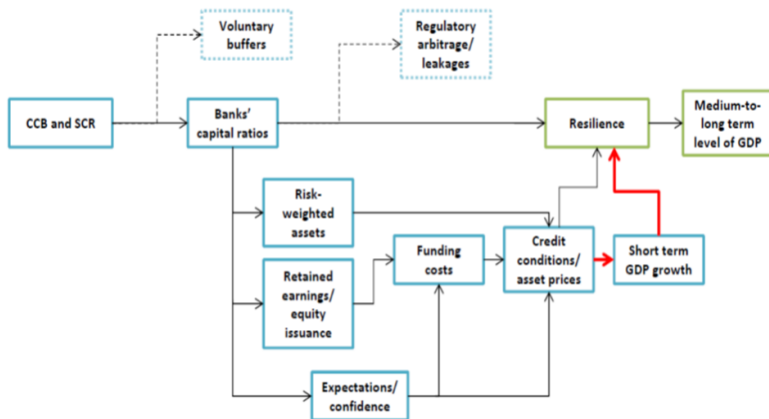 Voluntary
buffers
Regulatory
arbitrage/
leakages
CCB and SCR
Banks'
capital ratios
Resilience
Medium-to-
long term
level of GDP
Risk-
weighted
assets
Retained
earnings/
equity
issuance
Funding
costs
Credit
conditions/
asset prices
Short term
GDP growth
Expectations/
confidence